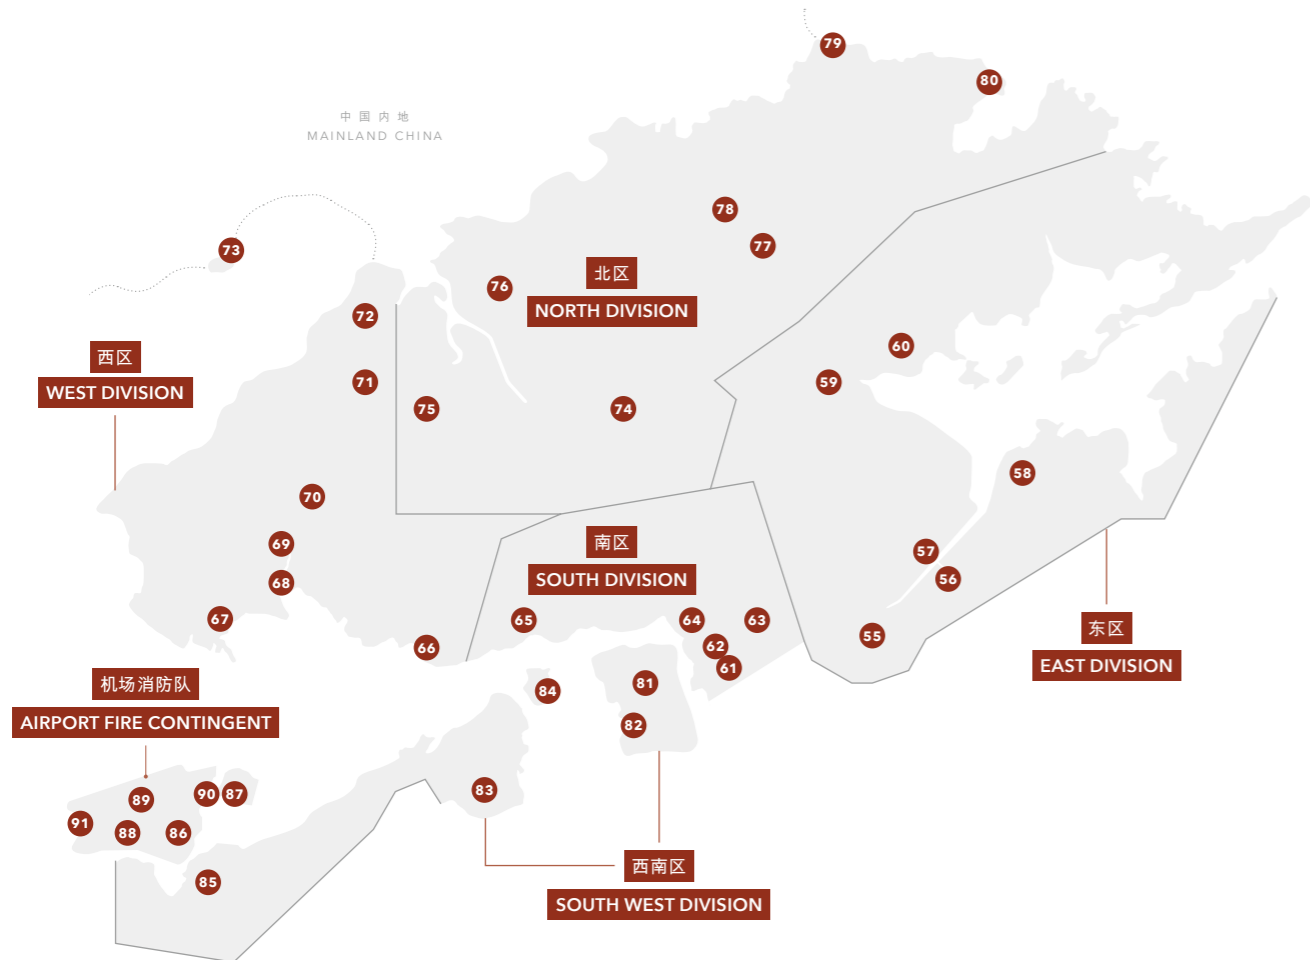 79
80
中国内地
MAINLAND CHINA
78
77
73
76
北区
NORTH DIVISION
72
西区
WEST DIVISION
71
75
74
60
59
58
70
69
68
67
南区
SOUTH DIVISION
57
56
65
64
63
62
61
66
55
东区
EAST DIVISION
机场消防队
AIRPORT FIRE CONTINGENT
84
81
82
83
89
90
87
91
88
86
85
西南区
SOUTH WEST DIVISION